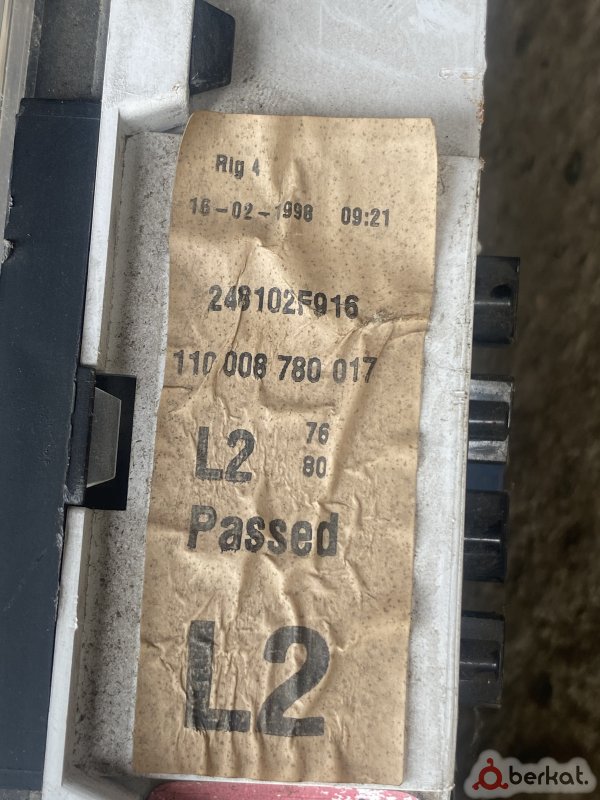 Rig 4
16-02-1998 09:21
248102F916
110 008 780 017
L2 76
80
Passed
L2
berkat.